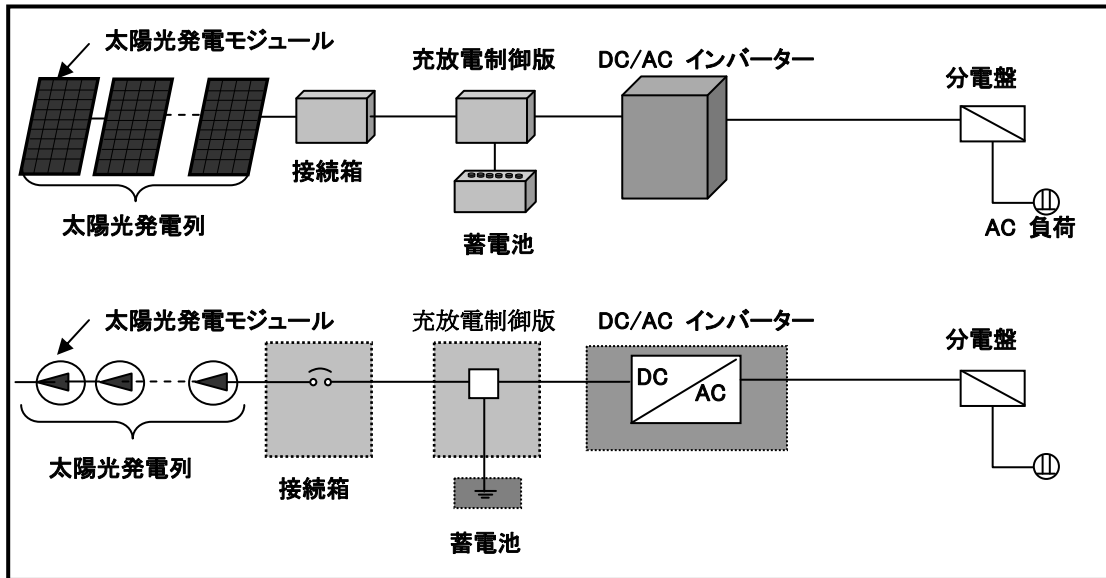 太陽光発電モジュール
充放電制御版
DC/AC インバーター
分電盤
接続箱
太陽光発電列
蓄電池
AC 負荷
太陽光発電モジュール
充放電制御版
DC/AC インバーター
分電盤
DC
AC
太陽光発電列
接続箱
蓄電池